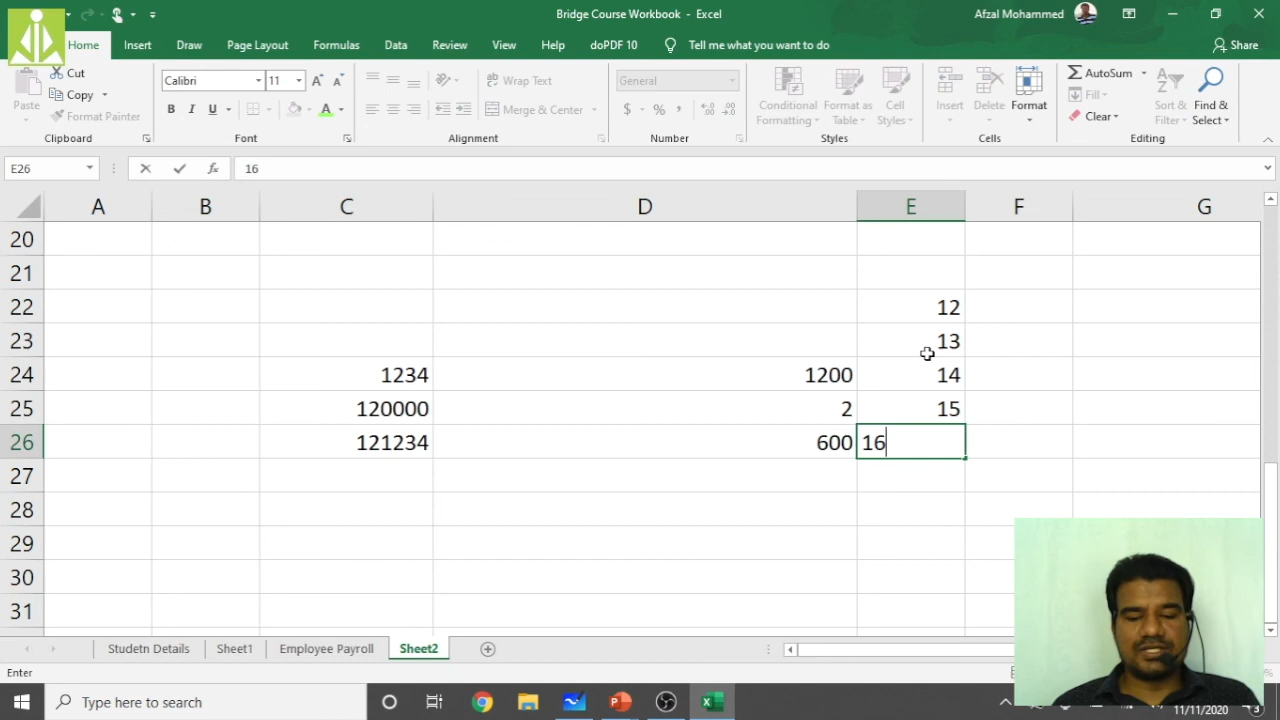 Bridge Course Workbook - Excel
Afzal Mohammed
Home Insert Draw Page Layout Formulas Data Review View Help doPDF 10 Tell me what you want to do Share
Paste
Cut
Copy
Format Painter
Clipboard
Calibri 11
B I U
Font
Wrap Text
Merge & Center
Alignment
General
$ % ,
Number
Conditional Formatting
Format as Table
Cell Styles
Styles
Insert Delete Format
Cells
AutoSum
Fill
Clear
Sort & Filter
Find & Select
Editing
E26 fx 16
A B C D E F G
20
21
22 12
23 13
24 1234 1200 14
25 120000 2 15
26 121234 600 16
27
28
29
30
31
Studetn Details Sheet1 Employee Payroll Sheet2
Enter
Type here to search
11/11/2020